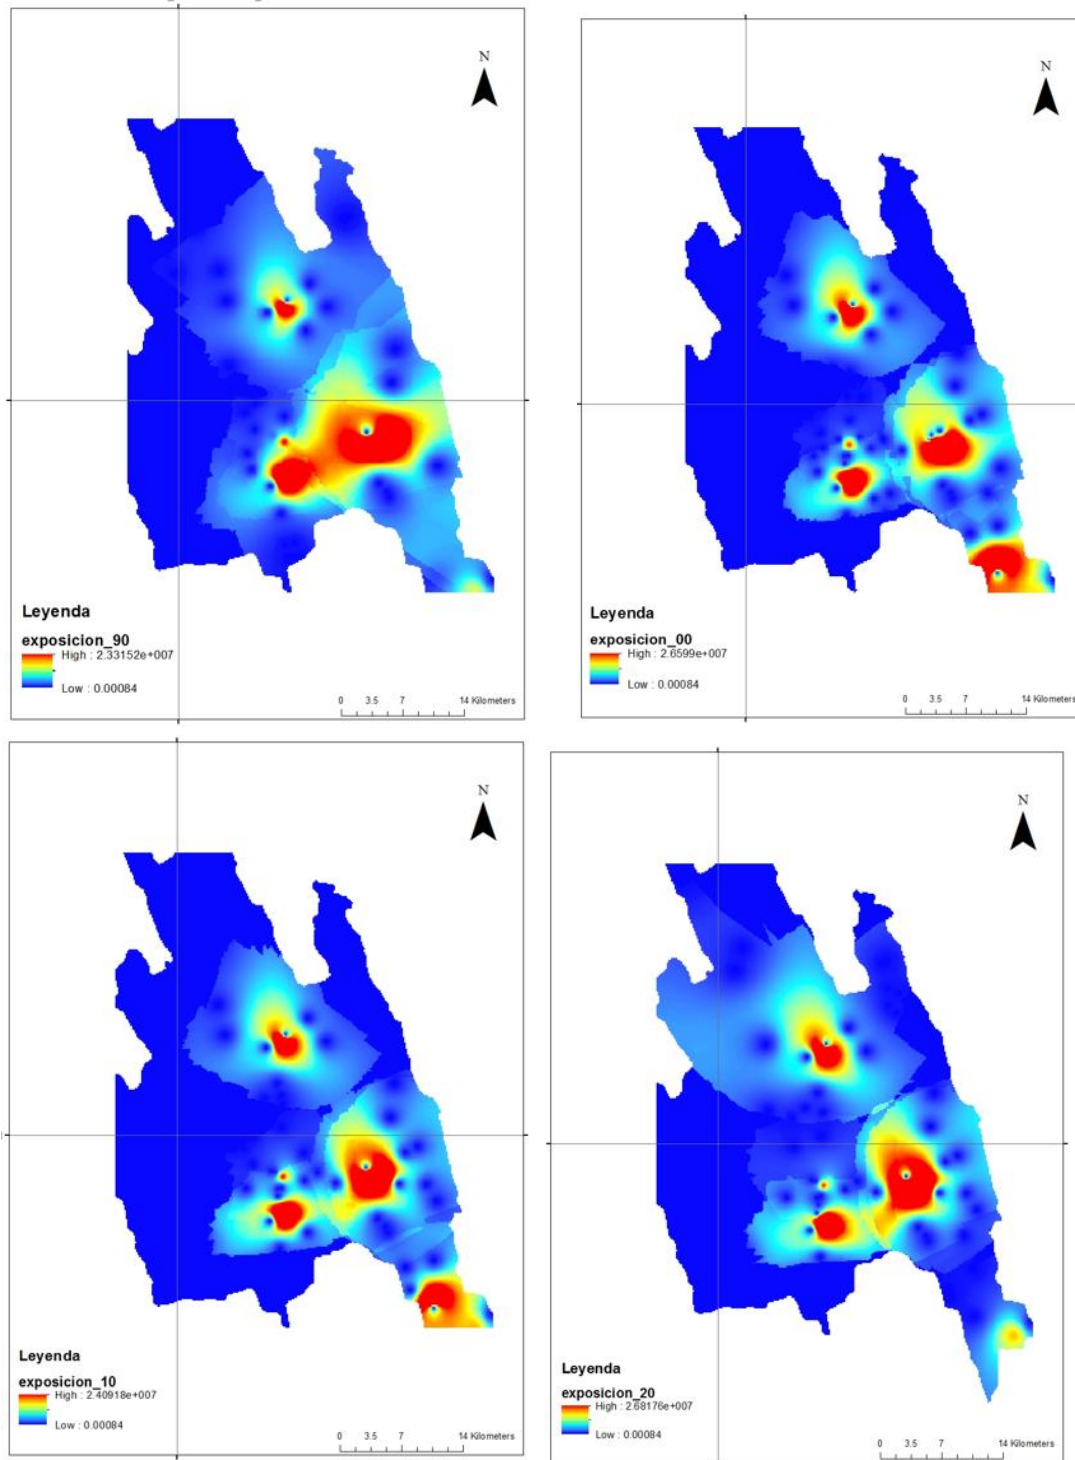 N
Leyenda
exposicion_90
High : 2.33152e+007
Low : 0.00084
0 3.5 7 14 Kilometers
N
Leyenda
exposicion_00
High : 2.6599e+007
Low : 0.00084
0 3.5 7 14 Kilometers
N
Leyenda
exposicion_10
High : 2.40918e+007
Low : 0.00084
0 3.5 7 14 Kilometers
N
Leyenda
exposicion_20
High : 2.68176e+007
Low : 0.00084
0 3.5 7 14 Kilometers